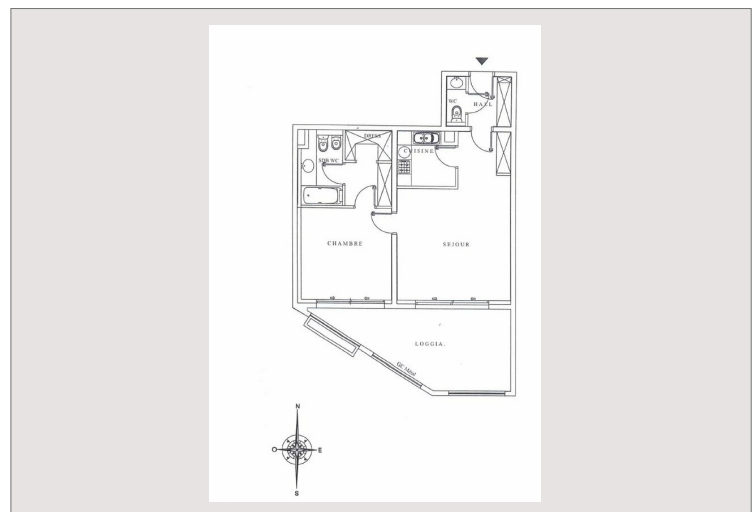 WC
HALL
DRESS
CUISINE
SDB WC
CHAMBRE
SEJOUR
LOGGIA.
N
O
E
S